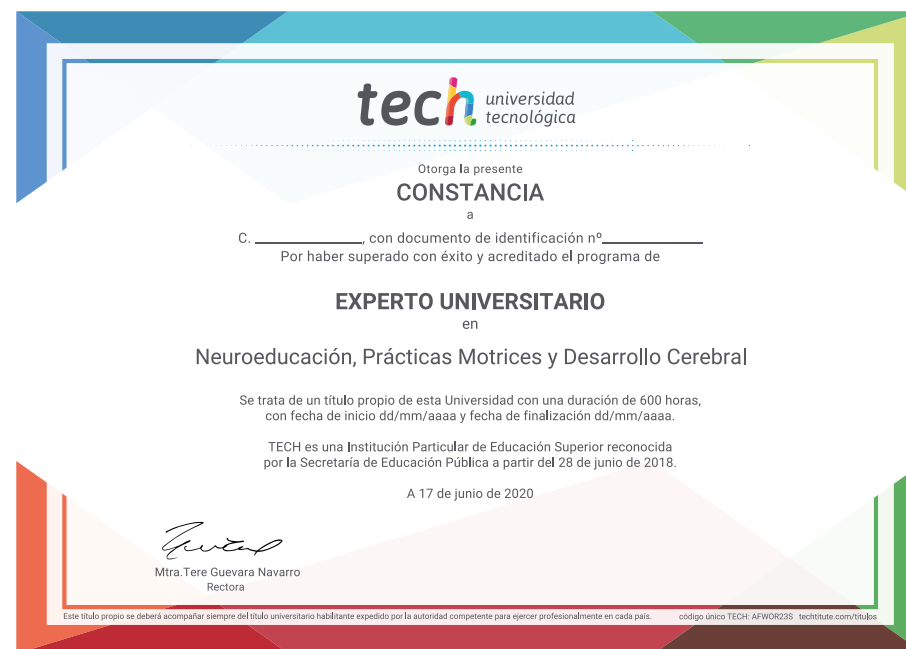 tech universidad
tecnológica
Otorga la presente
CONSTANCIA
a
C. ____________, con documento de identificación nº____________
Por haber superado con éxito y acreditado el programa de
EXPERTO UNIVERSITARIO
en
Neuroeducación, Prácticas Motrices y Desarrollo Cerebral
Se trata de un título propio de esta Universidad con una duración de 600 horas,
con fecha de inicio dd/mm/aaaa y fecha de finalización dd/mm/aaaa.
TECH es una Institución Particular de Educación Superior reconocida
por la Secretaría de Educación Pública a partir del 28 de junio de 2018.
A 17 de junio de 2020
Mtra.Tere Guevara Navarro
Rectora
Este título propio se deberá acompañar siempre del título universitario habilitante expedido por la autoridad competente para ejercer profesionalmente en cada país. código único TECH: AFWOR23S techtitute.com/titulos